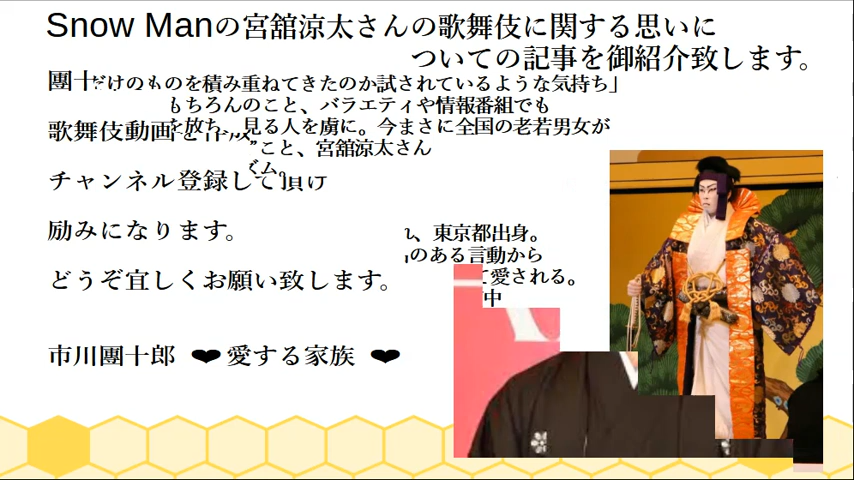 Snow Manの宮舘涼太さんの歌舞伎に関する思いに
ついての記事を御紹介致します。
團十だけのものを積み重ねてきたのか試されているような気持ち」
もちろんのこと、バラエティや情報番組でも
歌舞伎動画を
を放ち、見る人を虜に。今まさに全国の老若男女が
”こと、宮舘涼太さん
チャンネル登録して頂け
励みになります。
、東京都出身。
のある言動から
どうぞ宜しくお願い致します。
て愛される。
中
市川團十郎 ❤ 愛する家族 ❤